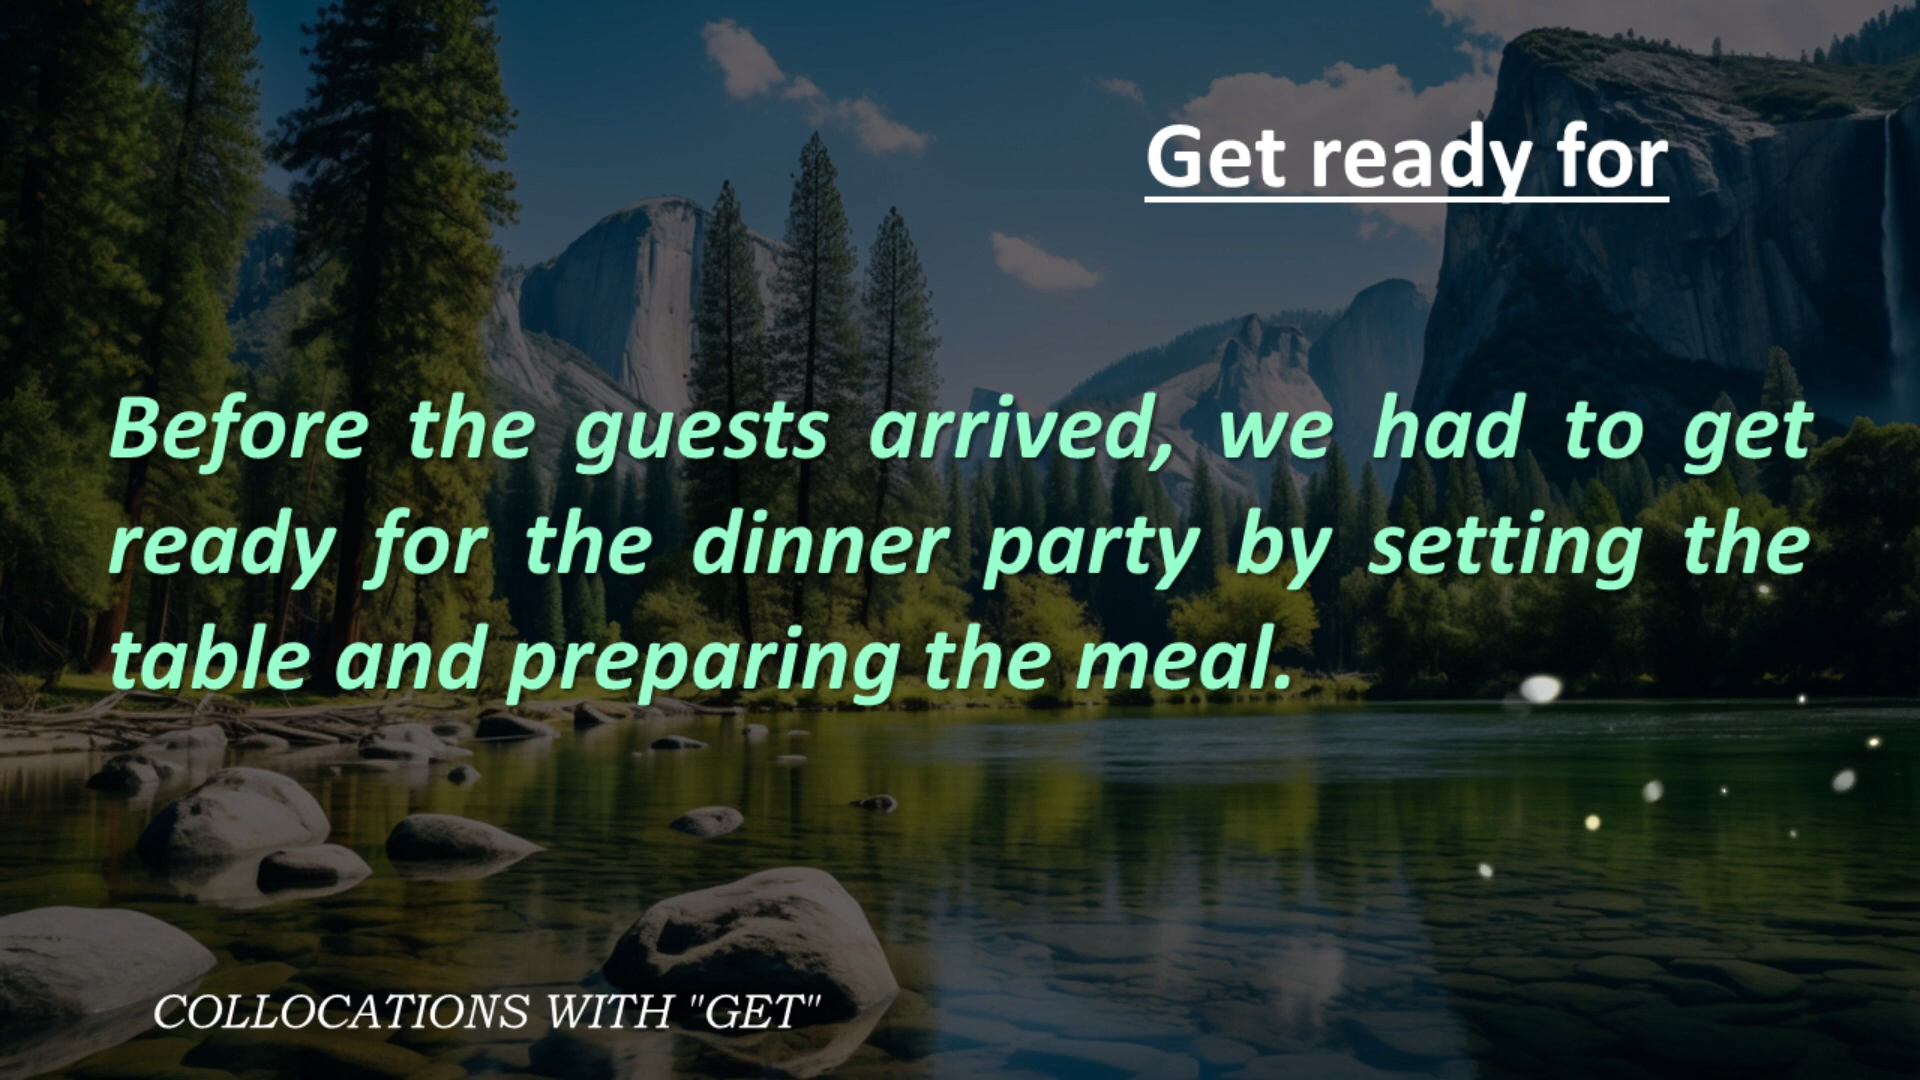 Get ready for
Before the guests arrived, we had to get
ready for the dinner party by setting the
table and preparing the meal.
COLLOCATIONS WITH "GET"